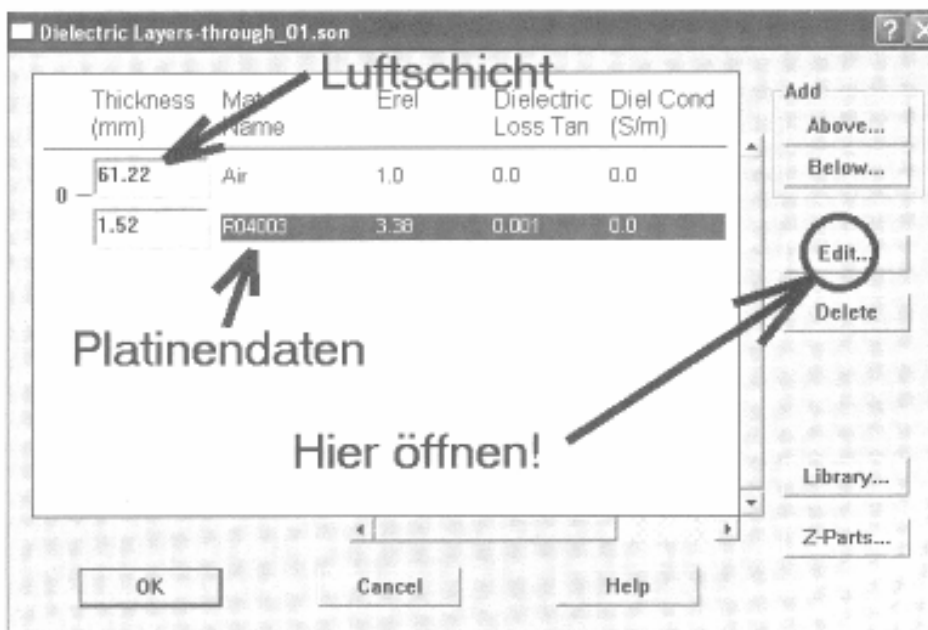 Dielectric Layers-through_01.son
Luftschicht
Thickness Erel Dielectric Diel Cond
(mm) Name Loss Tan (S/m)
61.22 Air 1.0 0.0 0.0
0
1.52 R04003 3.38 0.001 0.0
Platinendaten
Hier öffnen!
Add
Above...
Below...
Edit...
Delete
Library...
Z-Parts...
OK Cancel Help